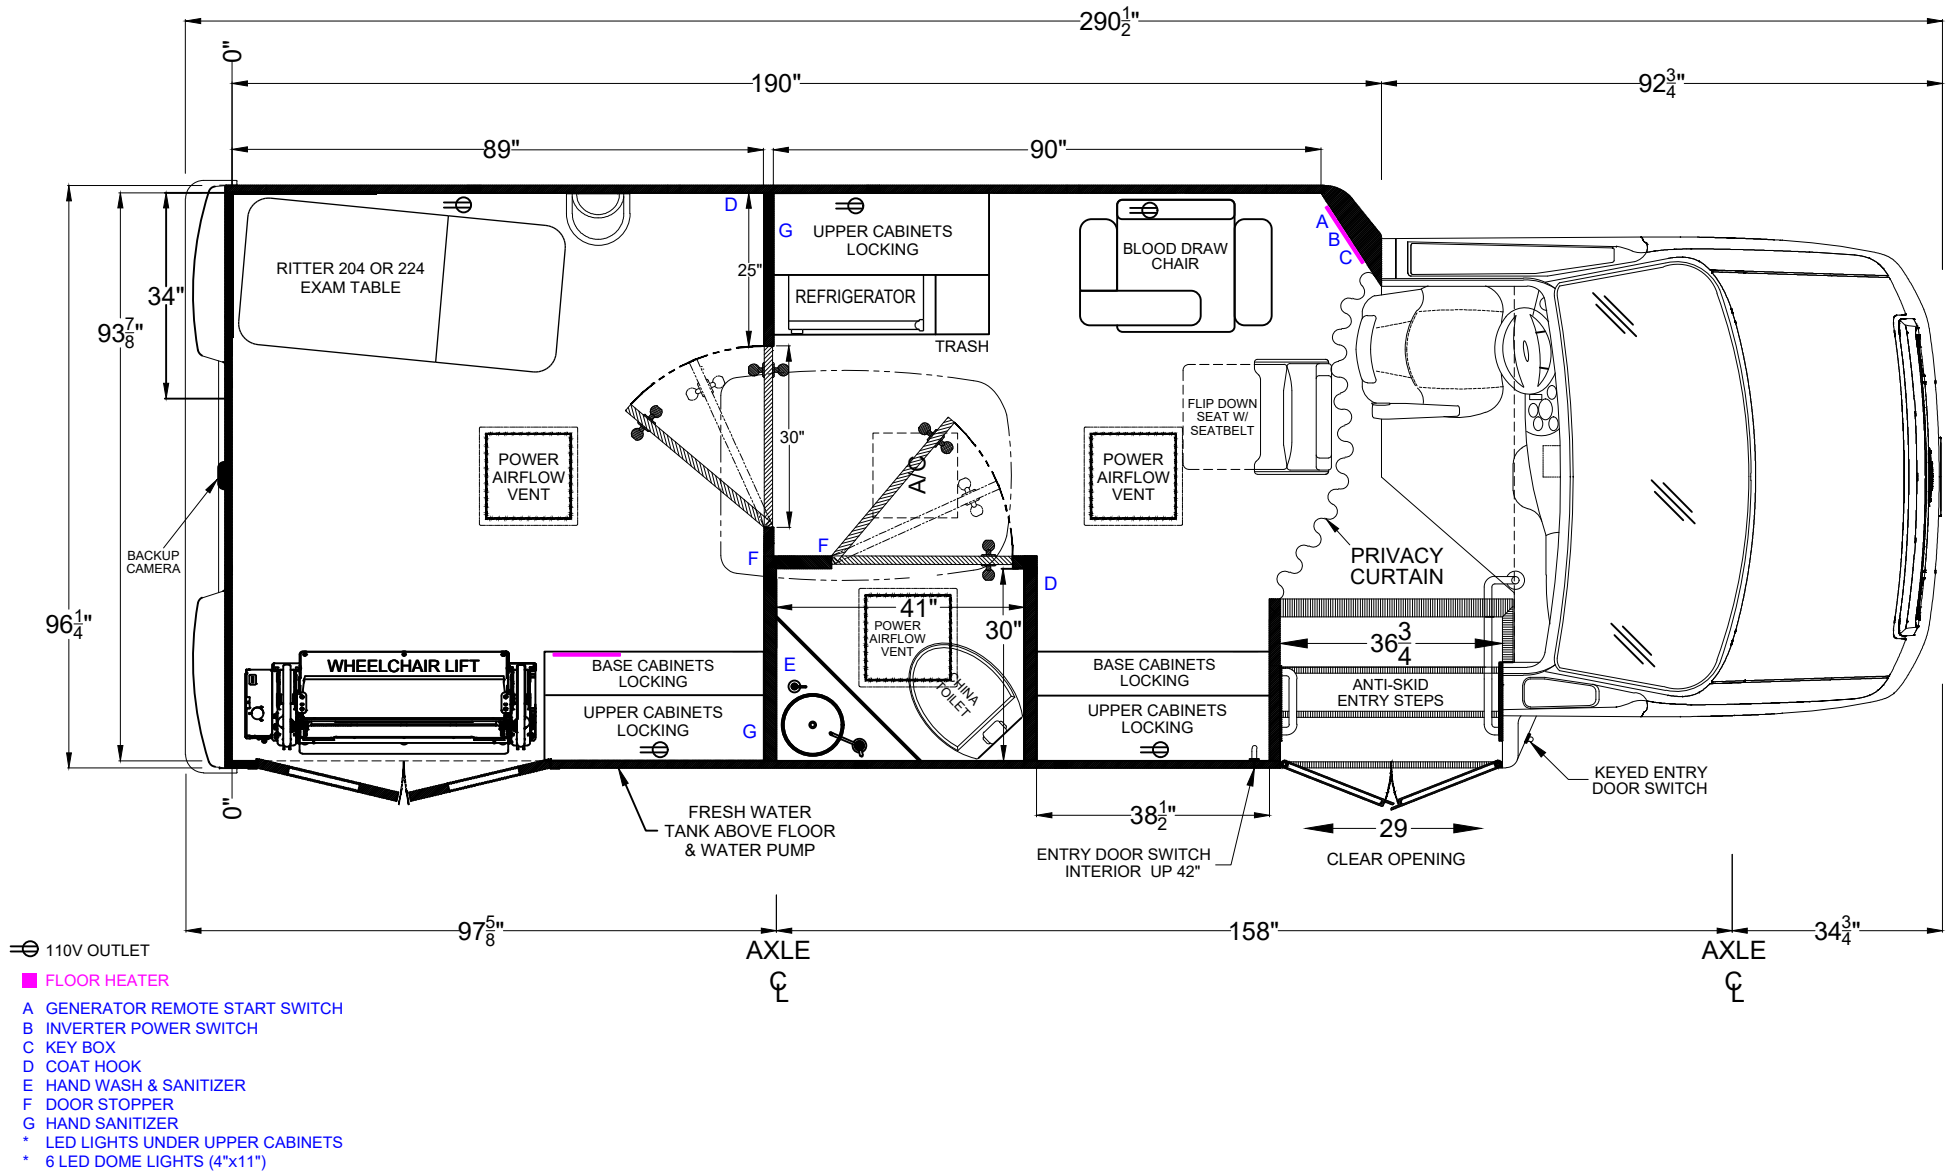 290 1/2"
0"
190"
92 3/4"
89"
90"
D
G
UPPER CABINETS
LOCKING
BLOOD DRAW
CHAIR
A
B
C
RITTER 204 OR 224
EXAM TABLE
25"
34"
REFRIGERATOR
93 7/8"
TRASH
FLIP DOWN
SEAT W/
SEATBELT
30"
POWER
AIRFLOW
VENT
A/C
POWER
AIRFLOW
VENT
BACKUP
CAMERA
F
F
PRIVACY
CURTAIN
D
96 1/4"
41"
POWER
AIRFLOW
VENT
30"
36 3/4
WHEELCHAIR LIFT
BASE CABINETS
LOCKING
E
CHINA
TOILET
BASE CABINETS
LOCKING
ANTI-SKID
ENTRY STEPS
UPPER CABINETS
LOCKING
G
UPPER CABINETS
LOCKING
KEYED ENTRY
DOOR SWITCH
0"
FRESH WATER
TANK ABOVE FLOOR
& WATER PUMP
38 1/2"
29
CLEAR OPENING
ENTRY DOOR SWITCH
INTERIOR UP 42"
97 5/8"
158"
34 3/4"
AXLE
CL
AXLE
CL
110V OUTLET
FLOOR HEATER
A GENERATOR REMOTE START SWITCH
B INVERTER POWER SWITCH
C KEY BOX
D COAT HOOK
E HAND WASH & SANITIZER
F DOOR STOPPER
G HAND SANITIZER
* LED LIGHTS UNDER UPPER CABINETS
* 6 LED DOME LIGHTS (4"x11")